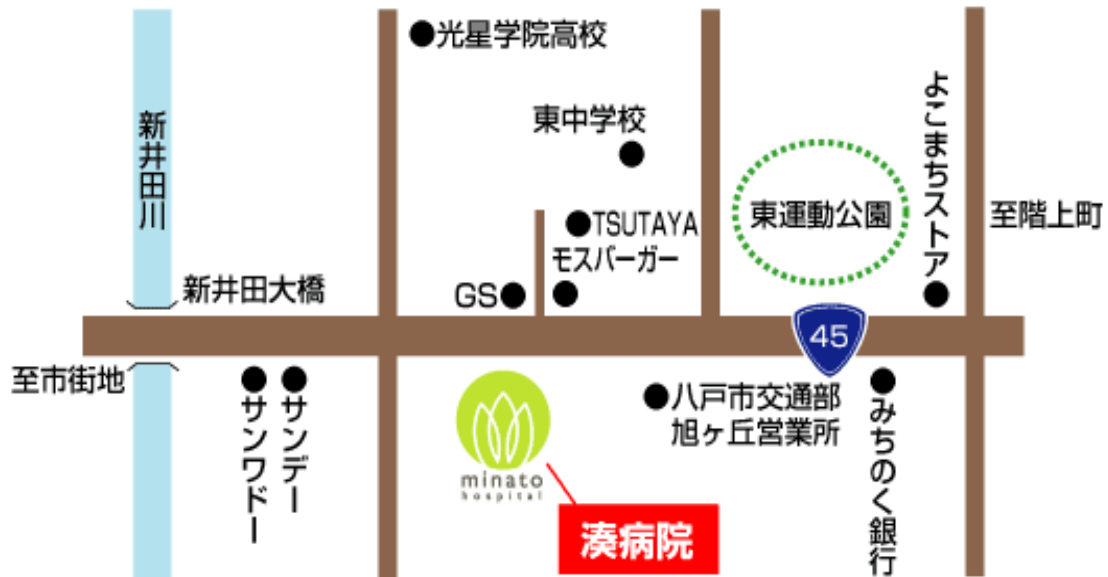 光星学院高校
東中学校
新井田川
よこまちストア
東運動公園
至階上町
TSUTAYA
モスバーガー
新井田大橋
GS
45
至市街地
サンワドー
サンデー
八戸市交通部
旭ヶ丘営業所
みちのく銀行
minato
hospital
湊病院